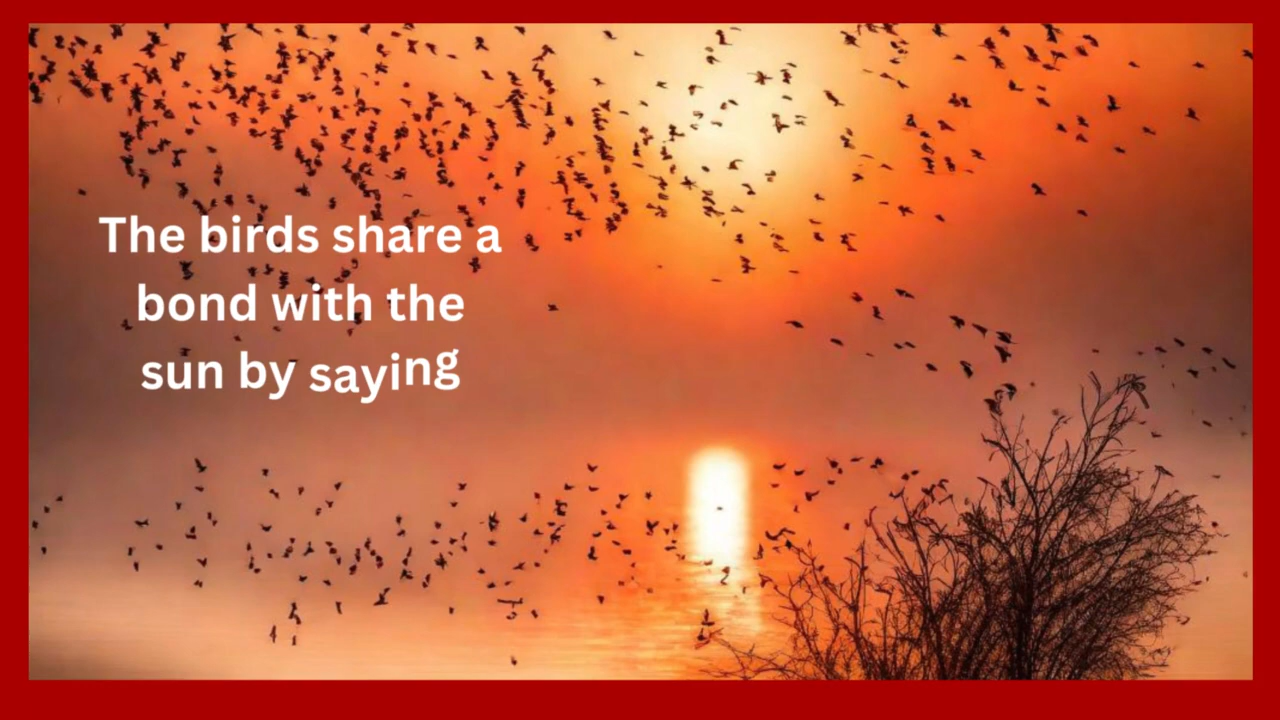 The birds share a
bond with the
sun by saying